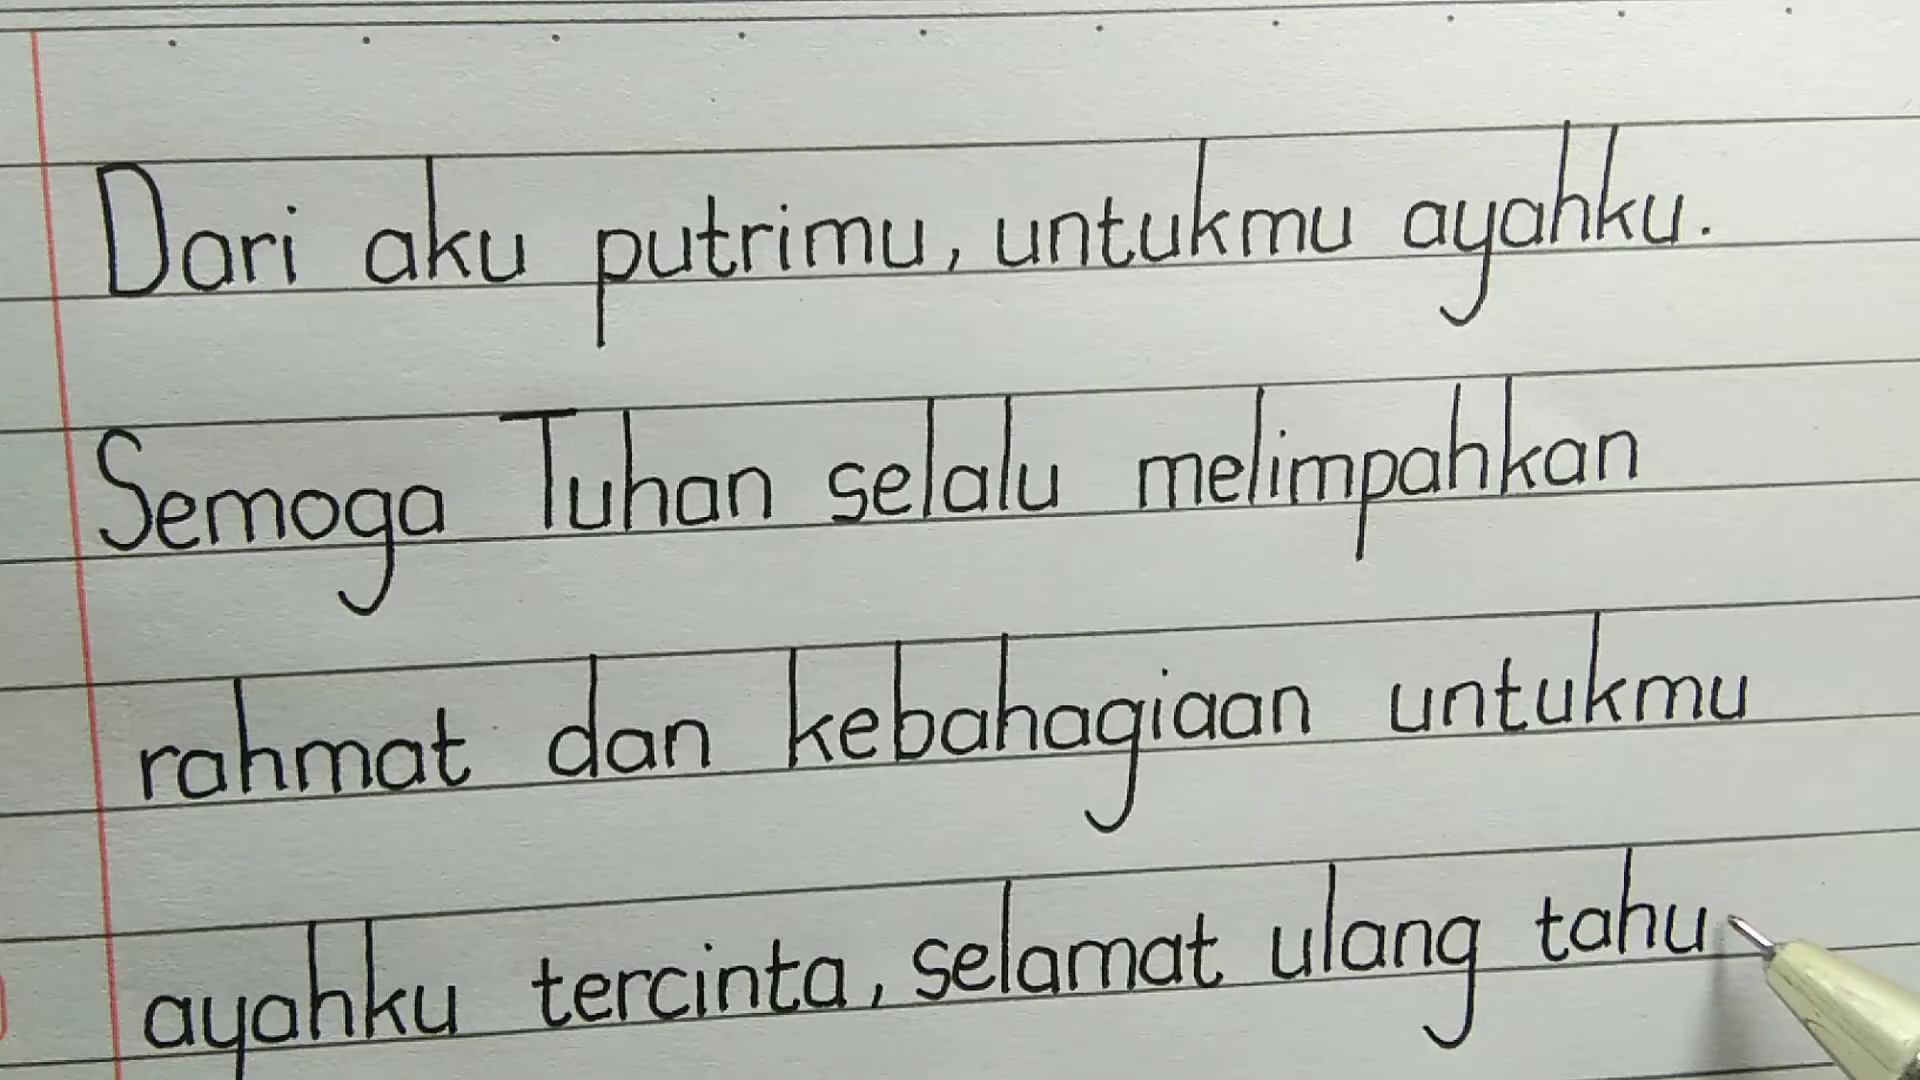 Dari aku putrimu, untukmu ayahku.
Semoga Tuhan selalu melimpahkan
rahmat dan kebahagiaan untukmu
ayahku tercinta, selamat ulang tahu